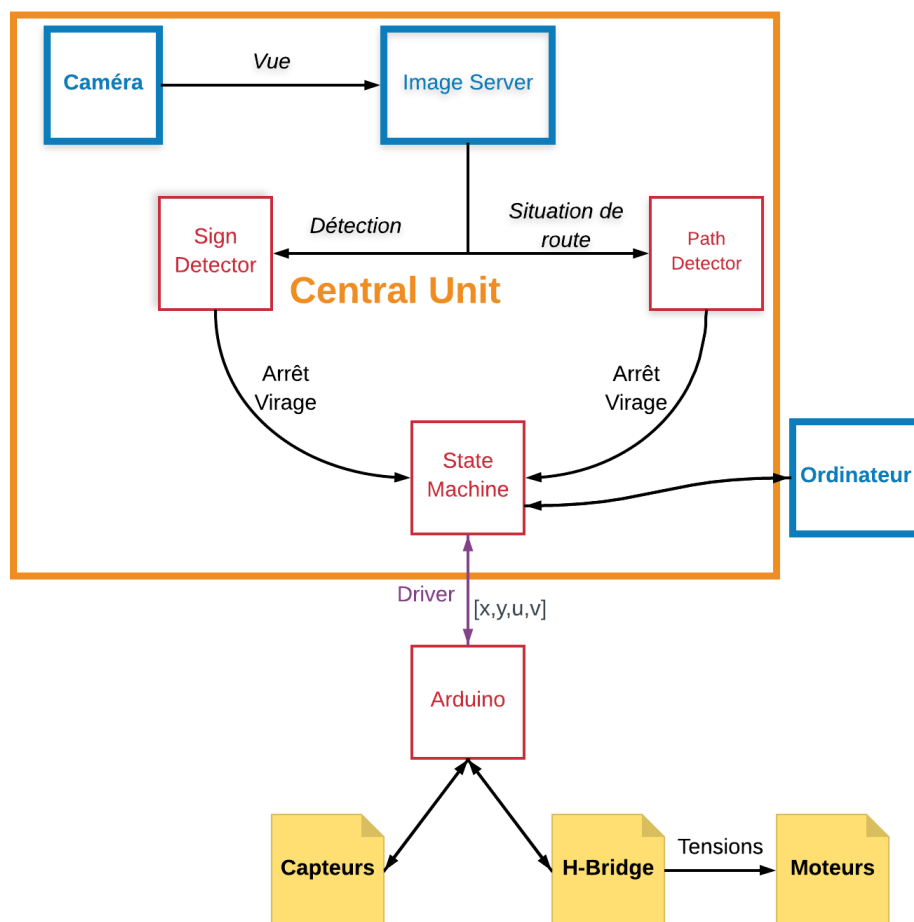 Caméra
Vue
Image Server
Sign
Detector
Détection
Situation de
route
Path
Detector
Central Unit
Arrêt
Virage
Arrêt
Virage
State
Machine
Ordinateur
Driver
[x,y,u,v]
Arduino
Capteurs
H-Bridge
Tensions
Moteurs